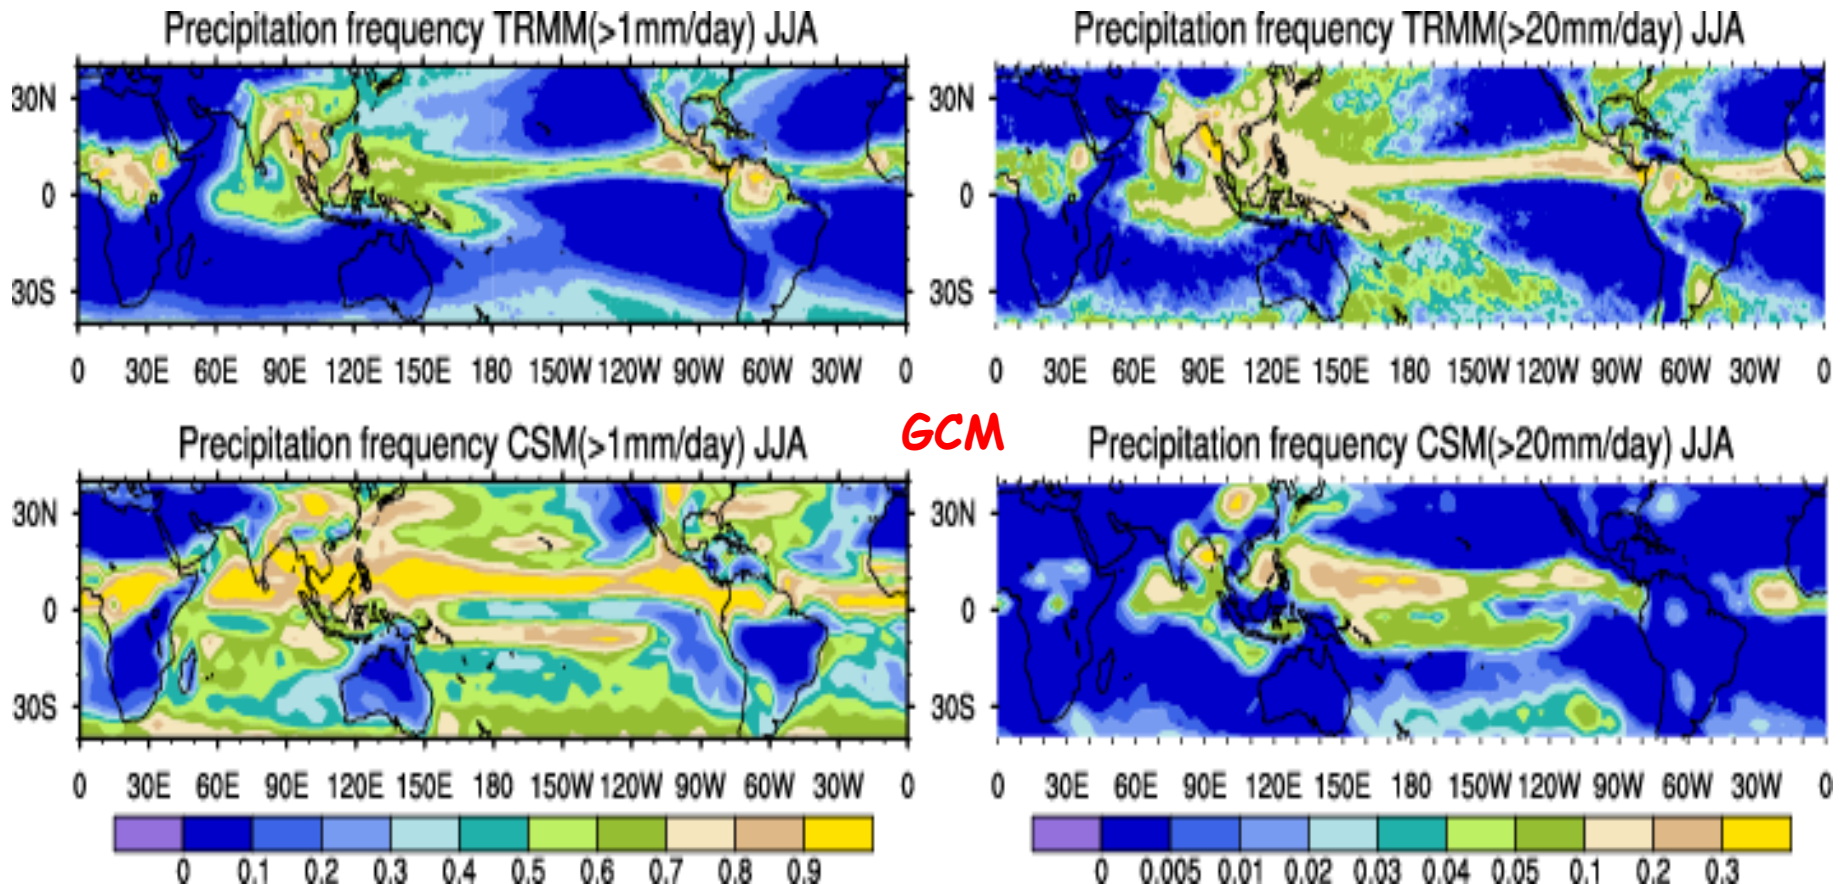 Precipitation frequency TRMM(>1mm/day) JJA
30N
0
30S
0 30E 60E 90E 120E 150E 180 150W 120W 90W 60W 30W 0
Precipitation frequency TRMM(>20mm/day) JJA
30N
0
30S
0 30E 60E 90E 120E 150E 180 150W 120W 90W 60W 30W 0
GCM
Precipitation frequency CSM(>1mm/day) JJA
30N
0
30S
0 30E 60E 90E 120E 150E 180 150W 120W 90W 60W 30W 0
0 0.1 0.2 0.3 0.4 0.5 0.6 0.7 0.8 0.9
Precipitation frequency CSM(>20mm/day) JJA
30N
0
30S
0 30E 60E 90E 120E 150E 180 150W 120W 90W 60W 30W 0
0 0.005 0.01 0.02 0.03 0.04 0.05 0.1 0.2 0.3